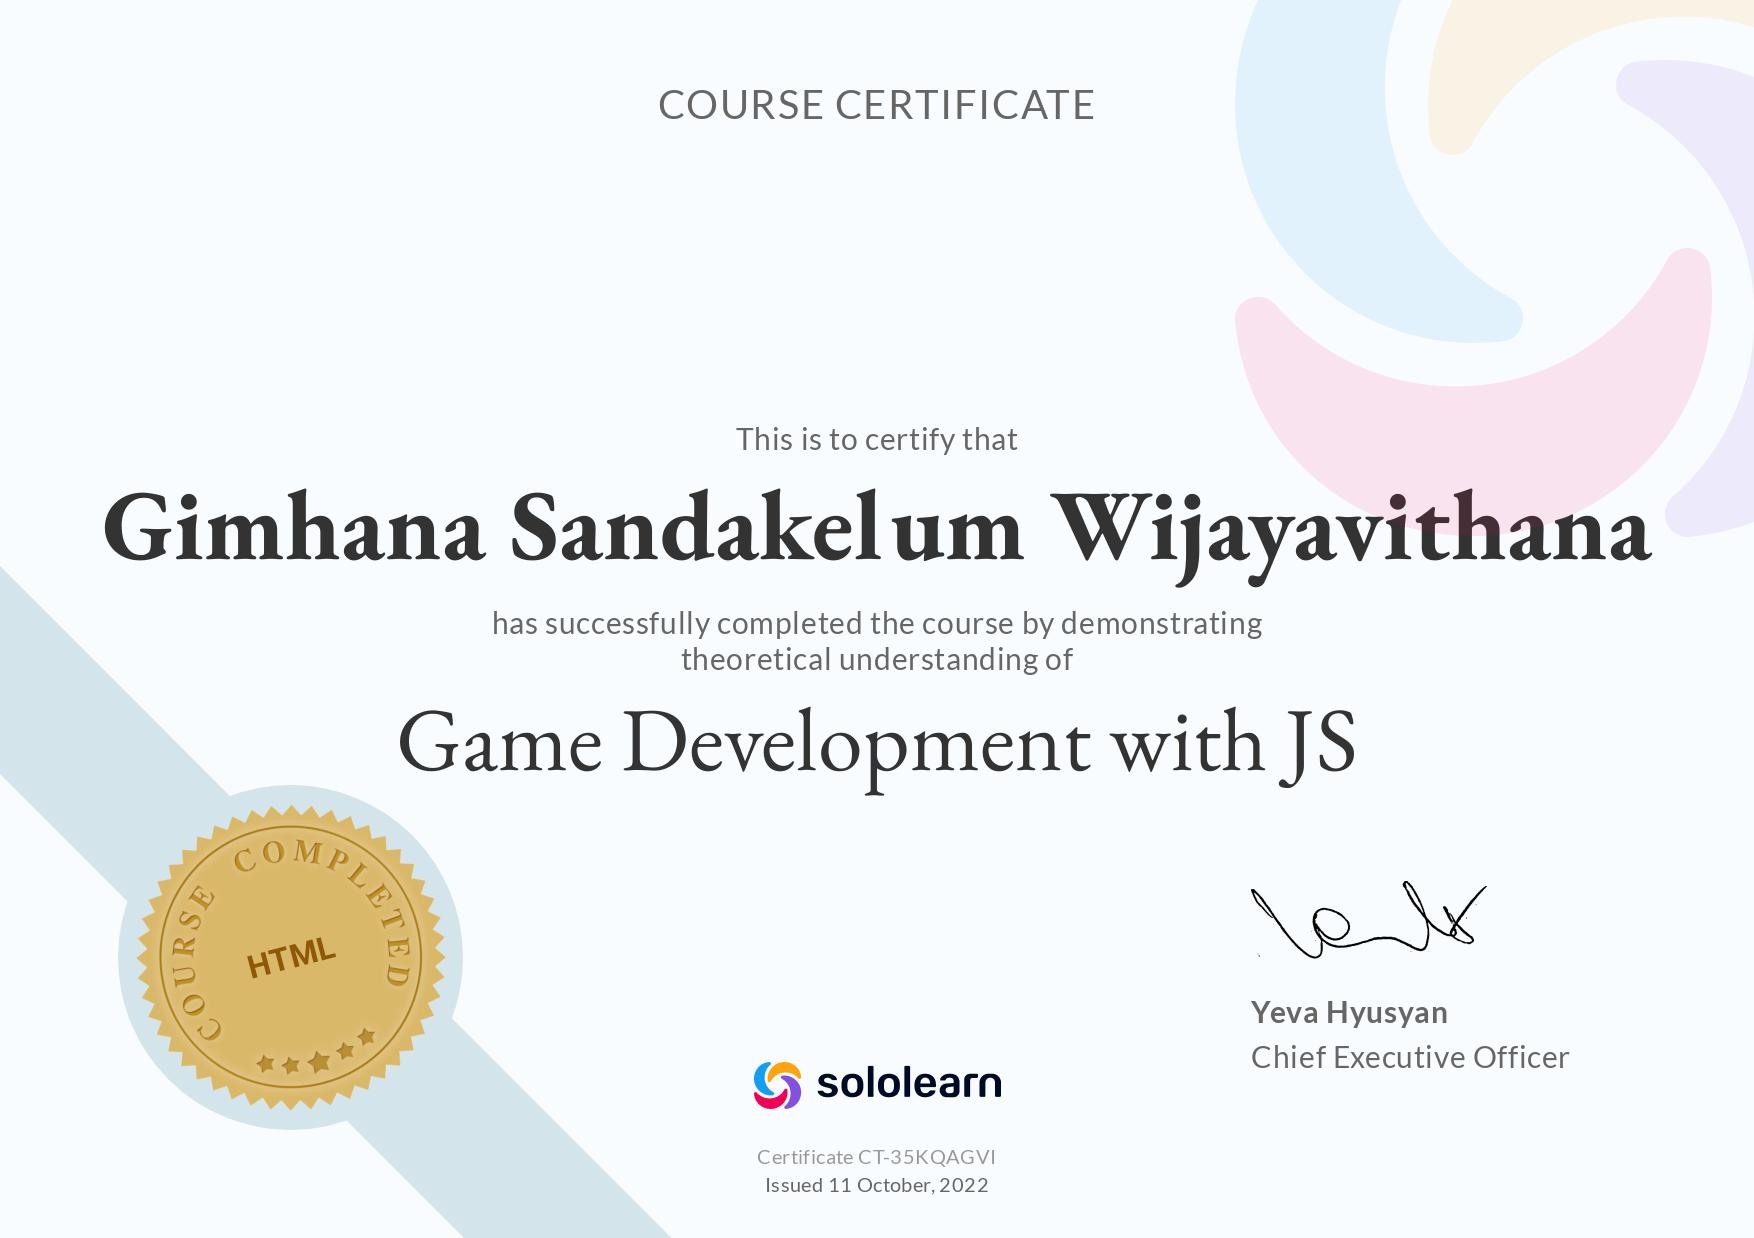 COURSE CERTIFICATE
This is to certify that
Gimhana Sandakelum Wijayavithana
has successfully completed the course by demonstrating
theoretical understanding of
Game Development with JS
COURSE COMPLETED
HTML
Yeva Hyusyan
Chief Executive Officer
sololearn
Certificate CT-35KQAGVI
Issued 11 October, 2022